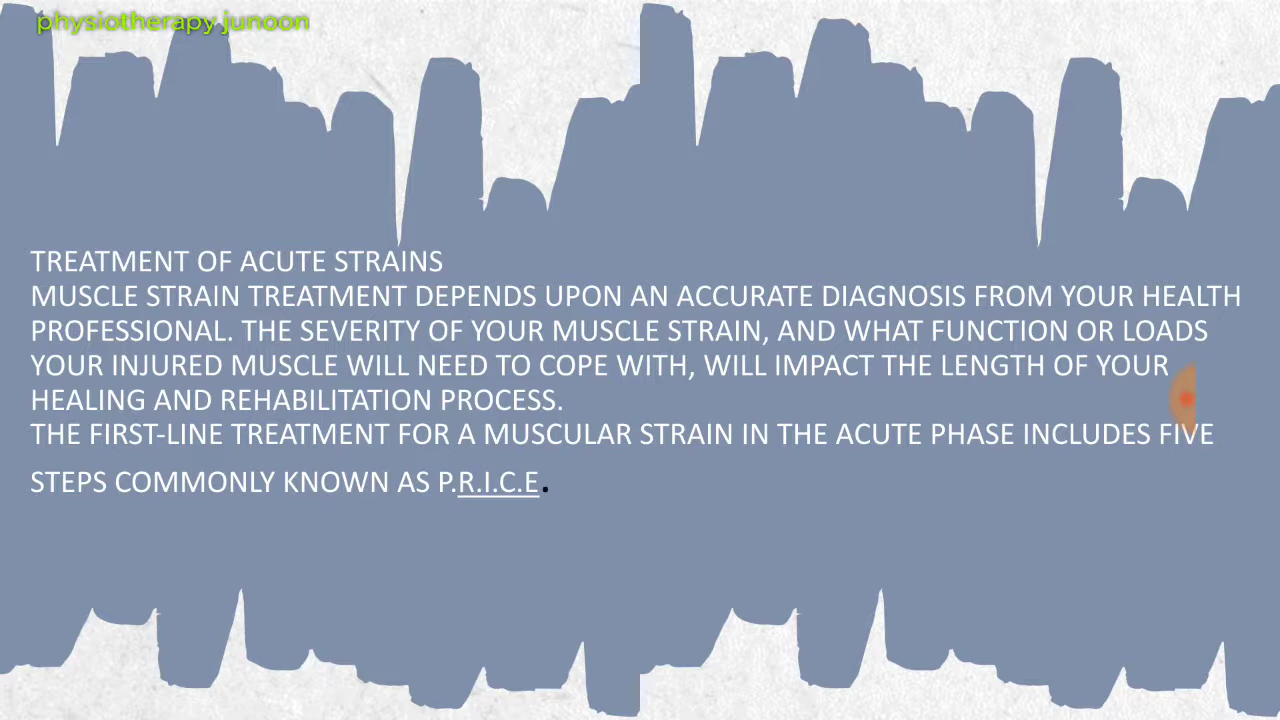 physiotherapy junoon
TREATMENT OF ACUTE STRAINS
MUSCLE STRAIN TREATMENT DEPENDS UPON AN ACCURATE DIAGNOSIS FROM YOUR HEALTH
PROFESSIONAL. THE SEVERITY OF YOUR MUSCLE STRAIN, AND WHAT FUNCTION OR LOADS
YOUR INJURED MUSCLE WILL NEED TO COPE WITH, WILL IMPACT THE LENGTH OF YOUR
HEALING AND REHABILITATION PROCESS.
THE FIRST-LINE TREATMENT FOR A MUSCULAR STRAIN IN THE ACUTE PHASE INCLUDES FIVE
STEPS COMMONLY KNOWN AS P.R.I.C.E.